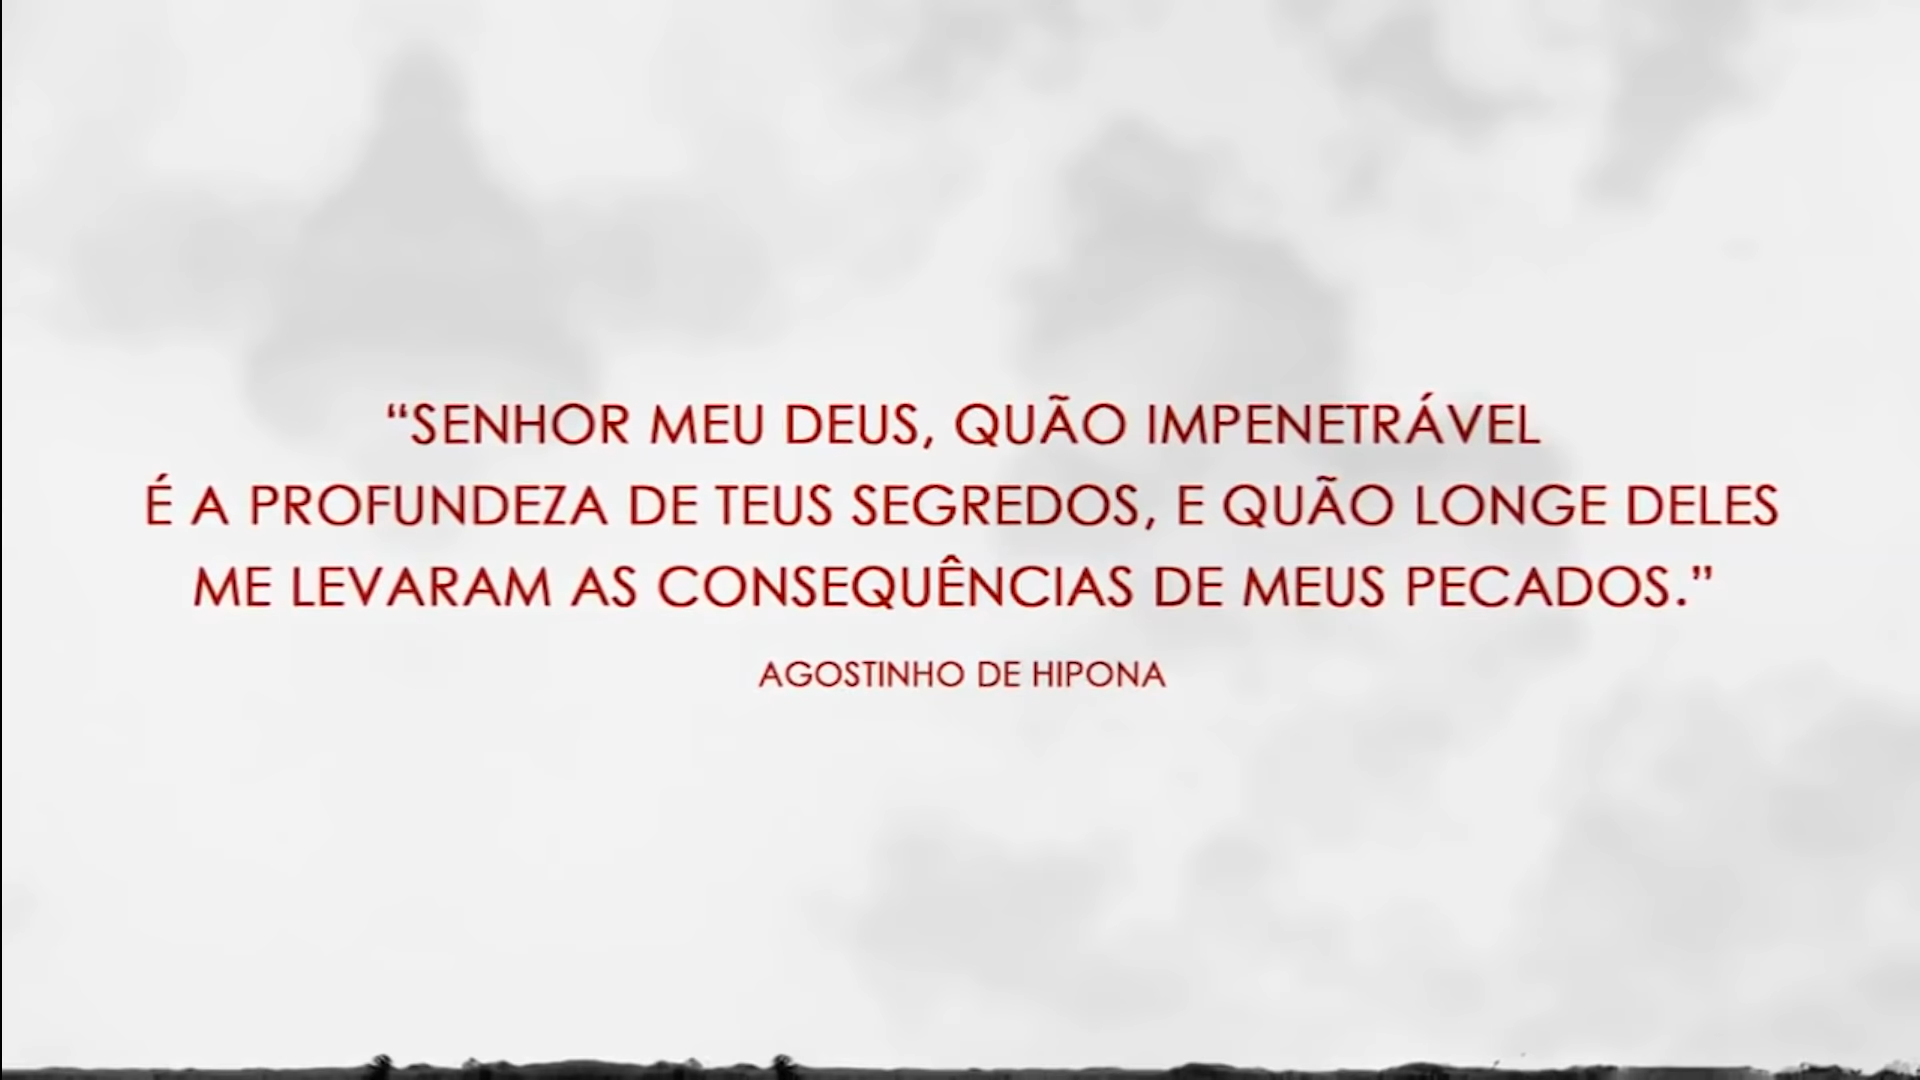 “SENHOR MEU DEUS, QUÃO IMPENETRÁVEL
É A PROFUNDEZA DE TEUS SEGREDOS, E QUÃO LONGE DELES
ME LEVARAM AS CONSEQUÊNCIAS DE MEUS PECADOS.”
AGOSTINHO DE HIPONA